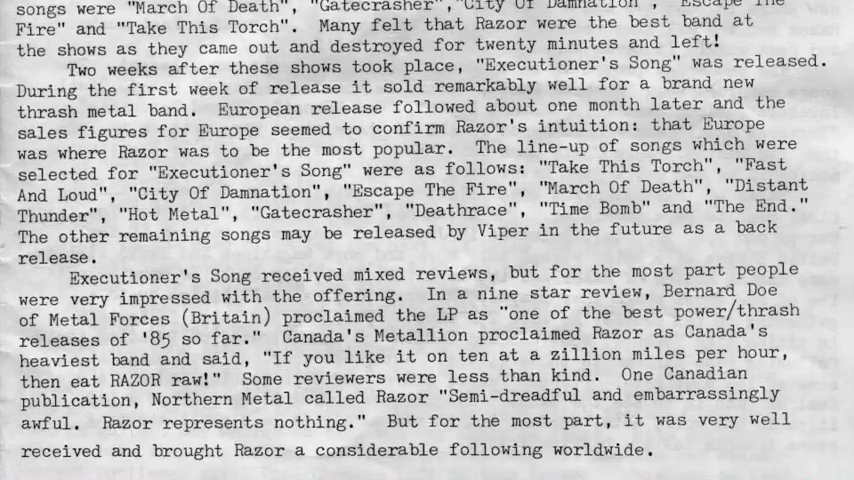 songs were "March Of Death", "Gatecrasher","City Of Damnation", "Escape The
Fire" and "Take This Torch".  Many felt that Razor were the best band at
the shows as they came out and destroyed for twenty minutes and left!
Two weeks after these shows took place, "Executioner's Song" was released.
During the first week of release it sold remarkably well for a brand new
thrash metal band.  European release followed about one month later and the
sales figures for Europe seemed to confirm Razor's intuition: that Europe
was where Razor was to be the most popular.  The line-up of songs which were
selected for "Executioner's Song" were as follows: "Take This Torch", "Fast
And Loud", "City Of Damnation", "Escape The Fire", "March Of Death", "Distant
Thunder", "Hot Metal", "Gatecrasher", "Deathrace", "Time Bomb" and "The End."
The other remaining songs may be released by Viper in the future as a back
release.
Executioner's Song received mixed reviews, but for the most part people
were very impressed with the offering.  In a nine star review, Bernard Doe
of Metal Forces (Britain) proclaimed the LP as "one of the best power/thrash
releases of '85 so far."  Canada's Metallion proclaimed Razor as Canada's
heaviest band and said, "If you like it on ten at a zillion miles per hour,
then eat RAZOR raw!"  Some reviewers were less than kind.  One Canadian
publication, Northern Metal called Razor "Semi-dreadful and embarrassingly
awful.  Razor represents nothing."  But for the most part, it was very well
received and brought Razor a considerable following worldwide.